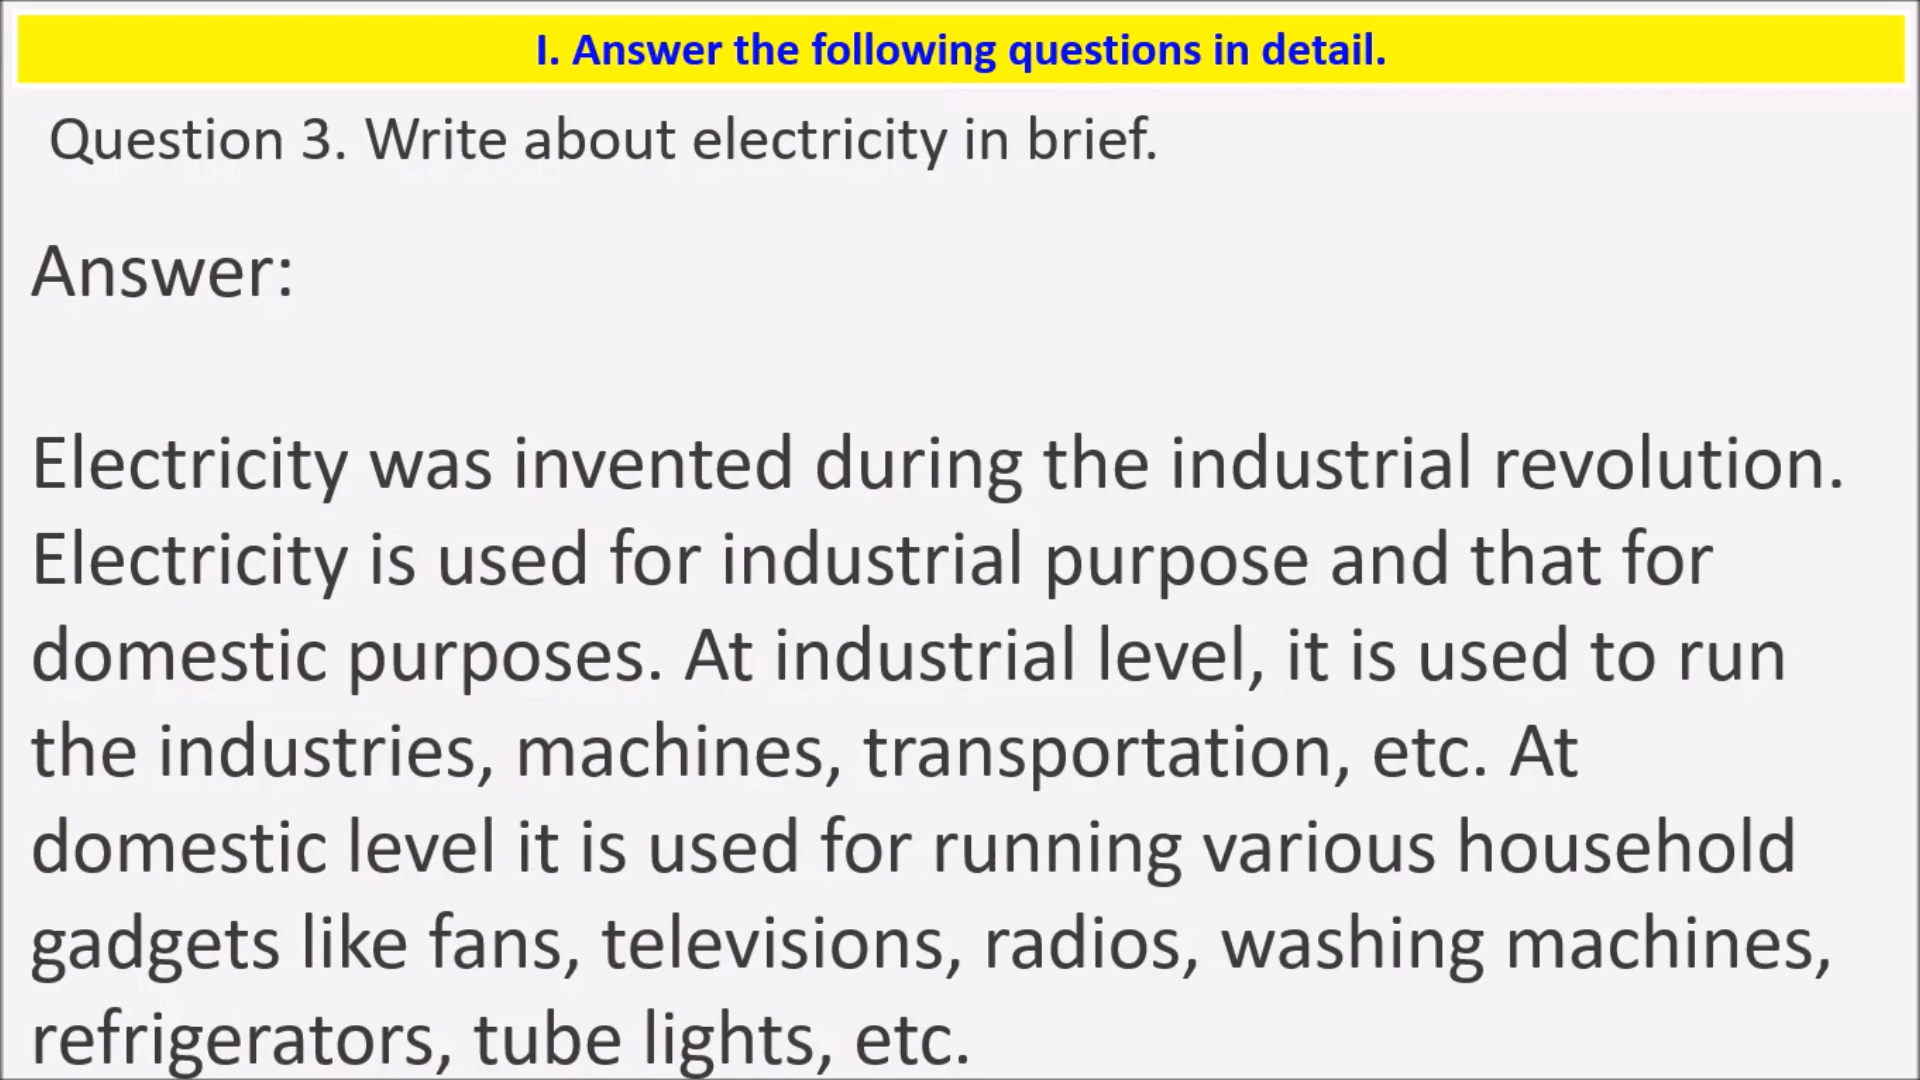 I. Answer the following questions in detail.
Question 3. Write about electricity in brief.
Answer:
Electricity was invented during the industrial revolution.
Electricity is used for industrial purpose and that for
domestic purposes. At industrial level, it is used to run
the industries, machines, transportation, etc. At
domestic level it is used for running various household
gadgets like fans, televisions, radios, washing machines,
refrigerators, tube lights, etc.